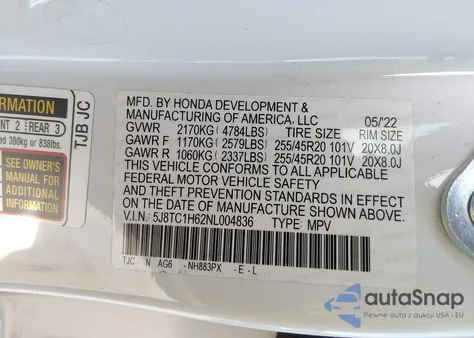 ORMATION
NT 2 REAR 3
ed 380kg or 838lbs.
SEE OWNER'S
MANUAL FOR
ADDITIONAL
INFORMATION
TJB JC
MFD. BY HONDA DEVELOPMENT &
MANUFACTURING OF AMERICA, LLC 05/'22
GVWR 2170KG (4784LBS) TIRE SIZE RIM SIZE
GAWR F 1170KG (2579LBS) 255/45R20 101V 20X8.0J
GAWR R 1060KG (2337LBS) 255/45R20 101V 20X8.0J
THIS VEHICLE CONFORMS TO ALL APPLICABLE
FEDERAL MOTOR VEHICLE SAFETY
AND THEFT PREVENTION STANDARDS IN EFFECT
ON THE DATE OF MANUFACTURE SHOWN ABOVE.
V.I.N.: 5J8TC1H62NL004836 TYPE: MPV
TJC N AG6 -NH883PX -E-L
autoSnap
Pewne auta z aukcji USA i EU